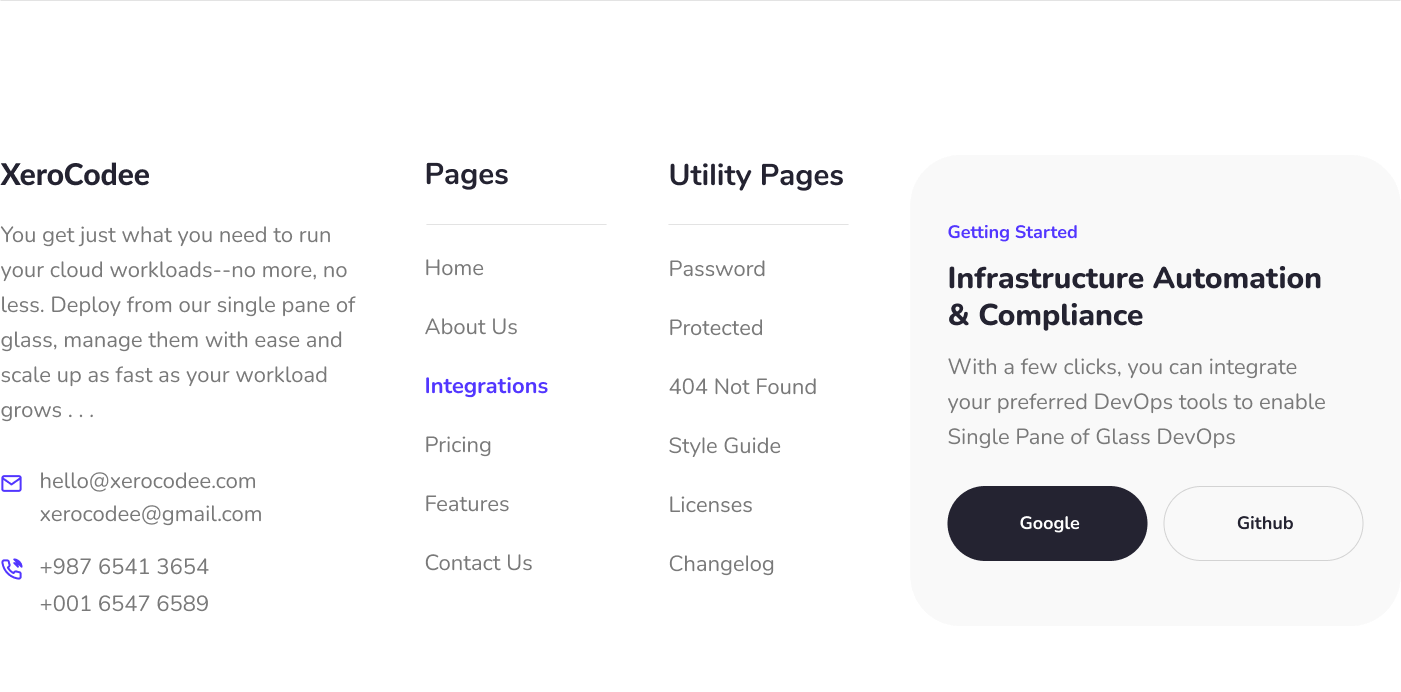 XeroCodee
You get just what you need to run
your cloud workloads--no more, no
less. Deploy from our single pane of
glass, manage them with ease and
scale up as fast as your workload
grows . . .
hello@xerocodee.com
xerocodee@gmail.com
+987 6541 3654
+001 6547 6589
Pages
Home
About Us
Integrations
Pricing
Features
Contact Us
Utility Pages
Password
Protected
404 Not Found
Style Guide
Licenses
Changelog
Getting Started
Infrastructure Automation
& Compliance
With a few clicks, you can integrate
your preferred DevOps tools to enable
Single Pane of Glass DevOps
Google
Github